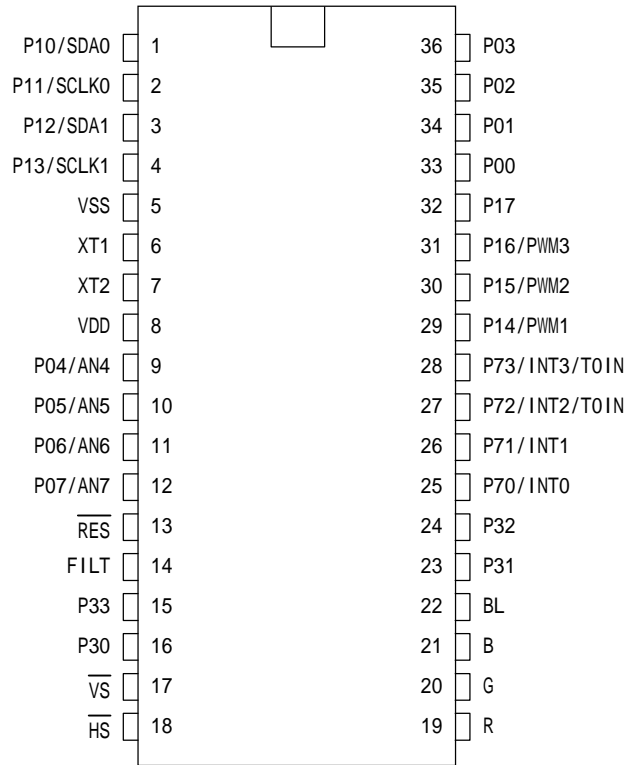 P10/SDA0 1 36 P03
P11/SCLK0 2 35 P02
P12/SDA1 3 34 P01
P13/SCLK1 4 33 P00
VSS 5 32 P17
XT1 6 31 P16/PWM3
XT2 7 30 P15/PWM2
VDD 8 29 P14/PWM1
P04/AN4 9 28 P73/INT3/T0IN
P05/AN5 10 27 P72/INT2/T0IN
P06/AN6 11 26 P71/INT1
P07/AN7 12 25 P70/INT0
R̅E̅S̅ 13 24 P32
FILT 14 23 P31
P33 15 22 BL
P30 16 21 B
V̅S̅ 17 20 G
H̅S̅ 18 19 R